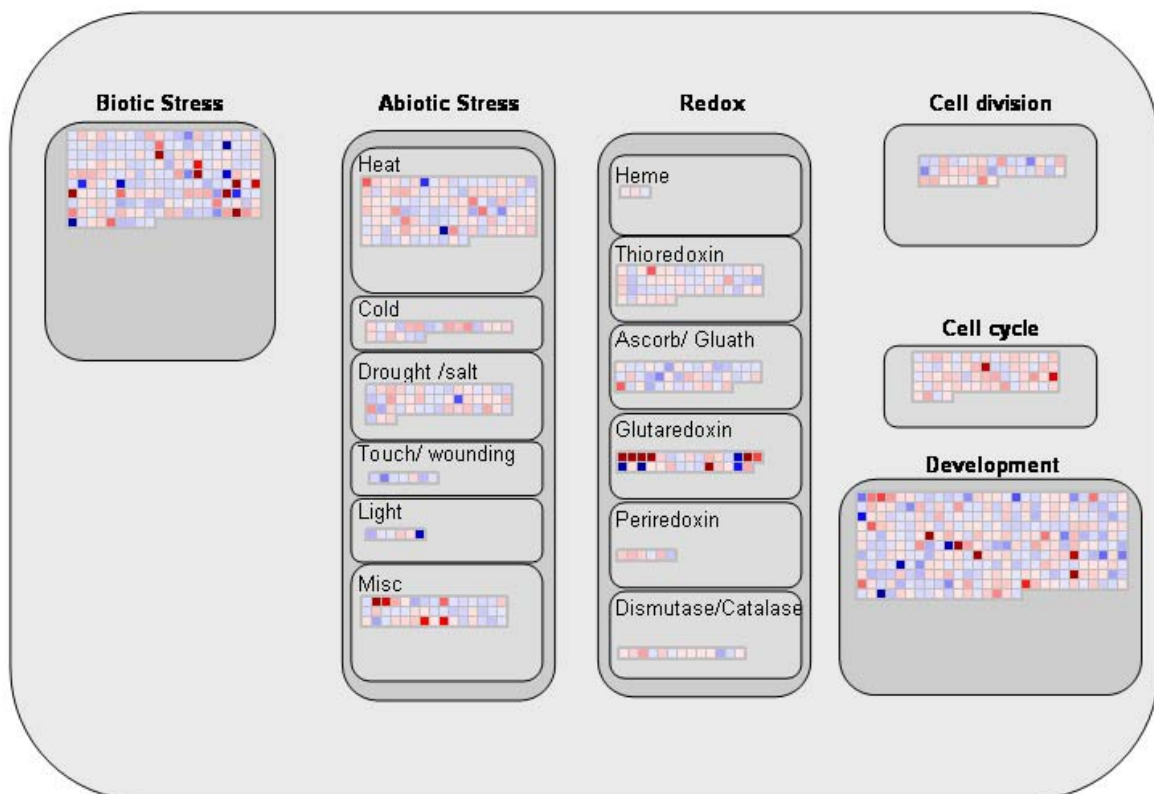 Biotic Stress
Abiotic Stress
Redox
Cell division
Heat
Heme
Thioredoxin
Cold
Cell cycle
Ascorb/ Gluath
Drought /salt
Glutaredoxin
Touch/ wounding
Development
Light
Periredoxin
Misc
Dismutase/Catalase